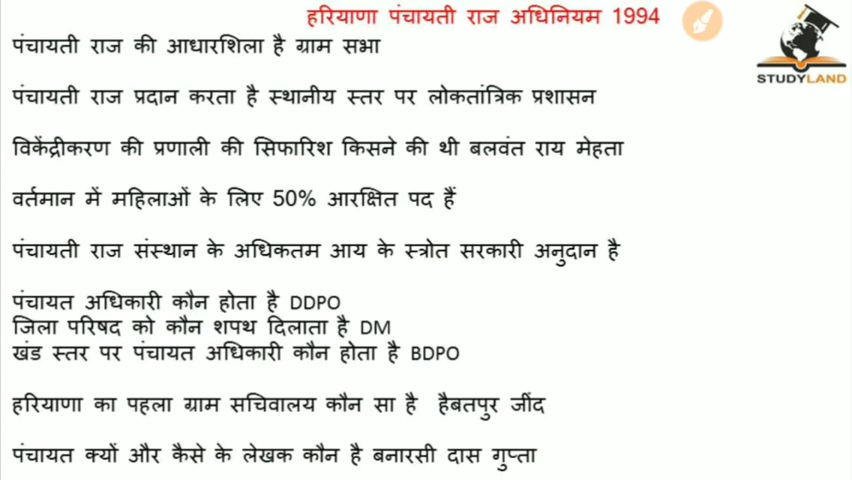 हरियाणा पंचायती राज अधिनियम 1994
STUDYLAND
पंचायती राज की आधारशिला है ग्राम सभा
पंचायती राज प्रदान करता है स्थानीय स्तर पर लोकतांत्रिक प्रशासन
विकेंद्रीकरण की प्रणाली की सिफारिश किसने की थी बलवंत राय मेहता
वर्तमान में महिलाओं के लिए 50% आरक्षित पद हैं
पंचायती राज संस्थान के अधिकतम आय के स्त्रोत सरकारी अनुदान है
पंचायत अधिकारी कौन होता है DDPO
जिला परिषद को कौन शपथ दिलाता है DM
खंड स्तर पर पंचायत अधिकारी कौन होता है BDPO
हरियाणा का पहला ग्राम सचिवालय कौन सा है हैबतपुर जींद
पंचायत क्यों और कैसे के लेखक कौन है बनारसी दास गुप्ता